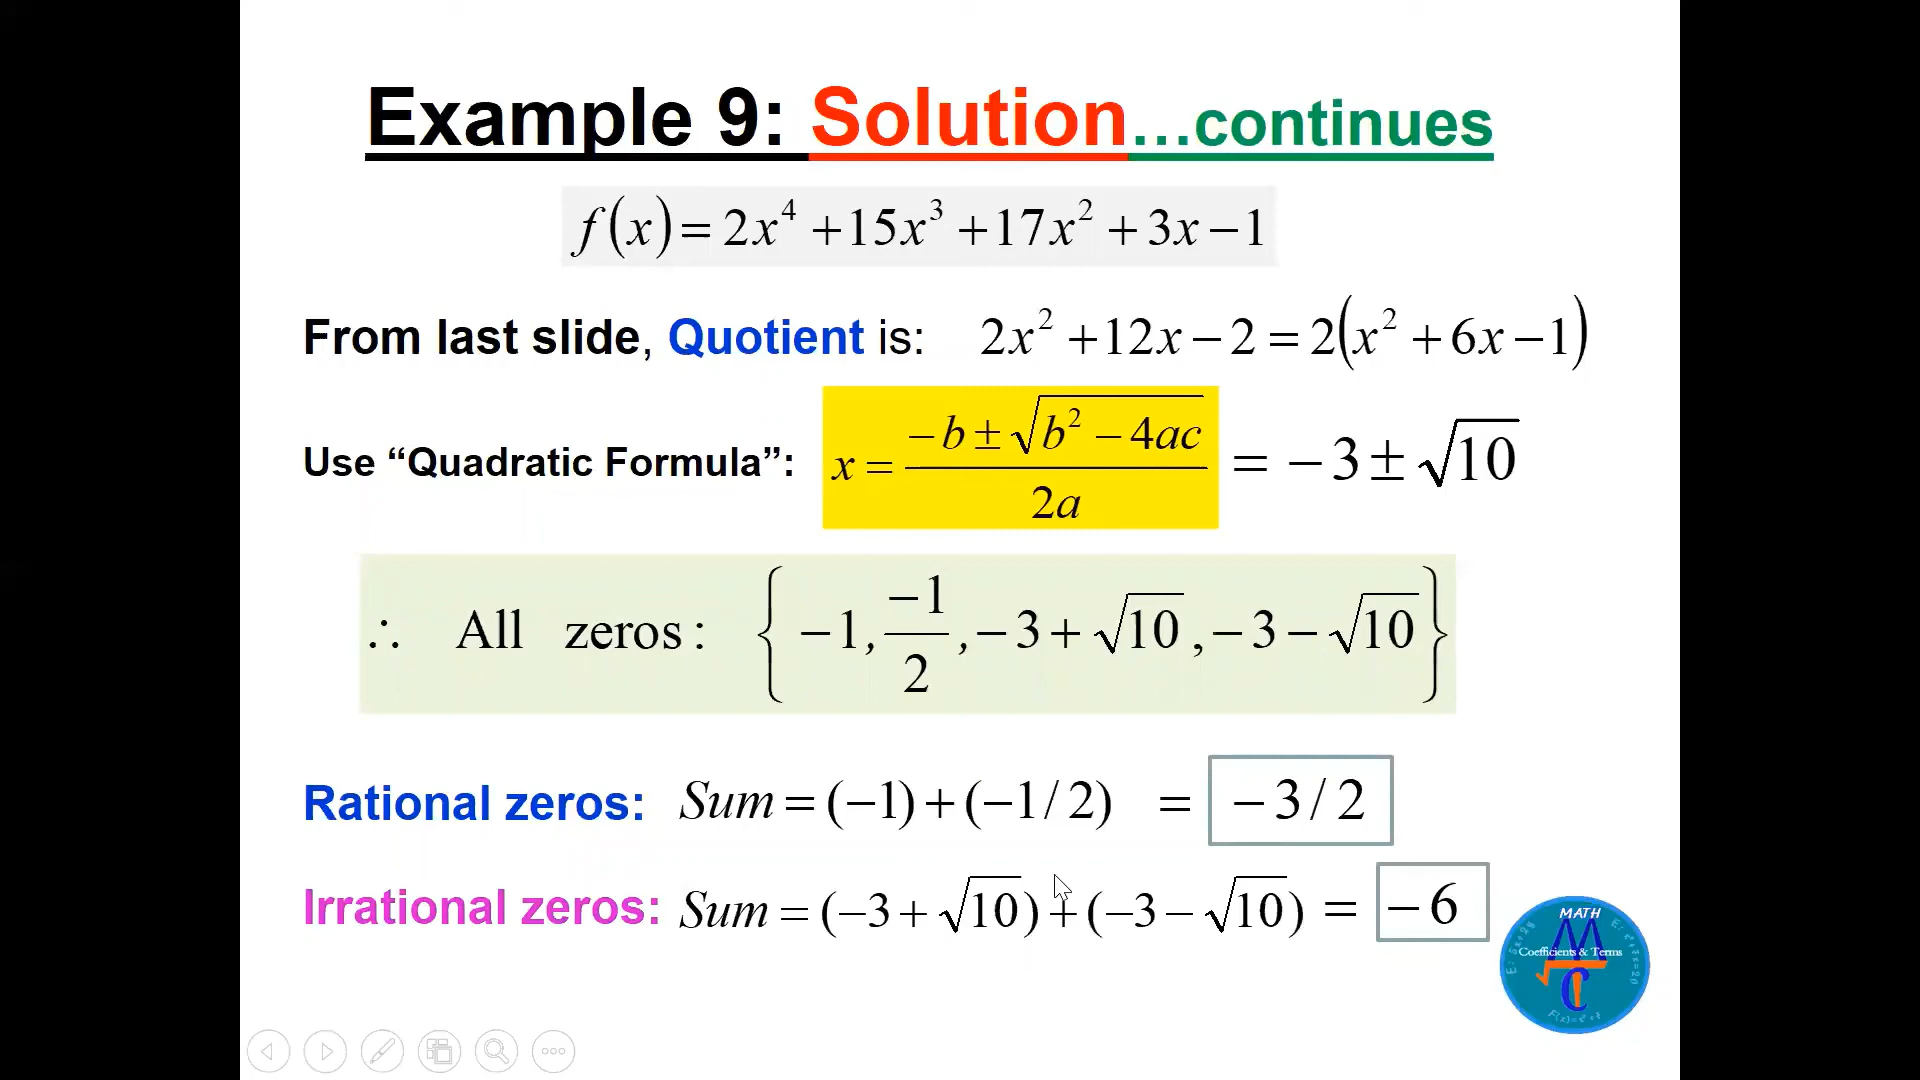 Example 9: Solution…continues
f(x) = 2x⁴ + 15x³ + 17x² + 3x − 1
From last slide, Quotient is: 2x² + 12x − 2 = 2(x² + 6x − 1)
Use “Quadratic Formula”: x = (−b ± √(b² − 4ac)) / 2a = −3 ± √10
∴ All zeros: {−1, −1/2, −3 + √10, −3 − √10}
Rational zeros: Sum = (−1) + (−1/2) = −3/2
Irrational zeros: Sum = (−3 + √10) + (−3 − √10) = −6
MATH
Coefficients & Terms